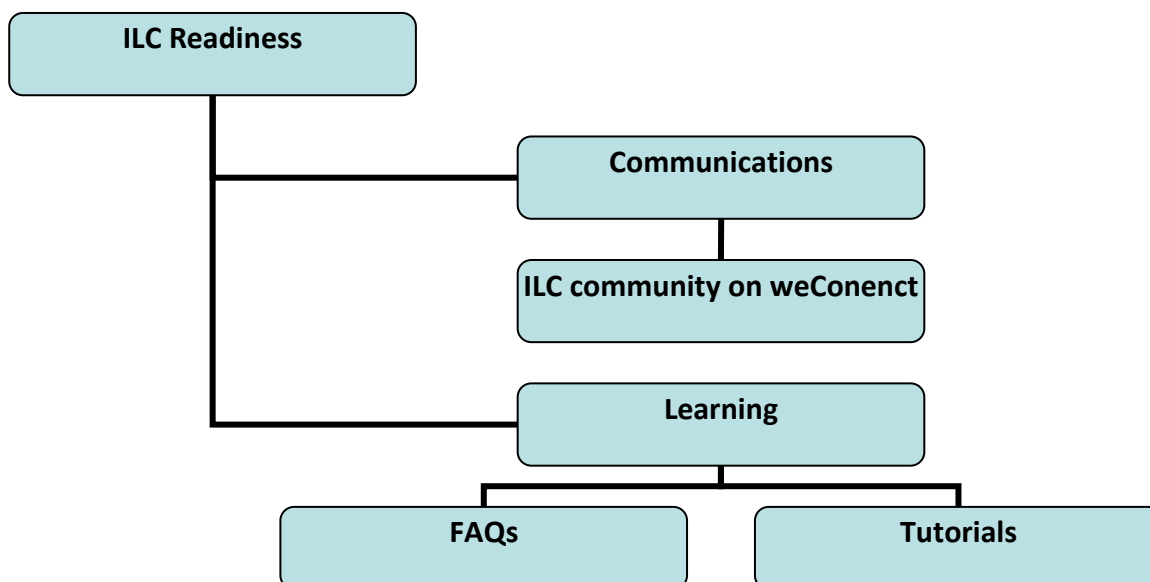 ILC Readiness
Communications
ILC community on weConenct
Learning
FAQs
Tutorials